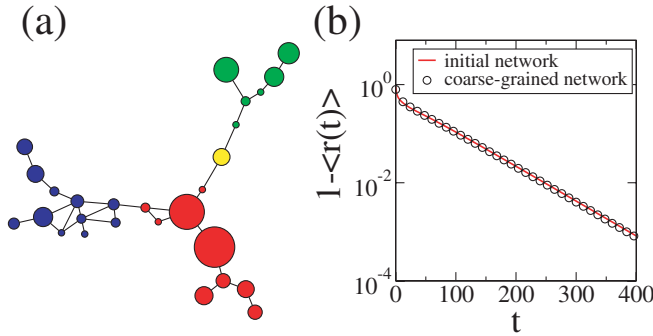 (a)
(b)
initial network
coarse-grained network
1-<r(t)>
10^0
10^-2
10^-4
0 100 200 300 400
t